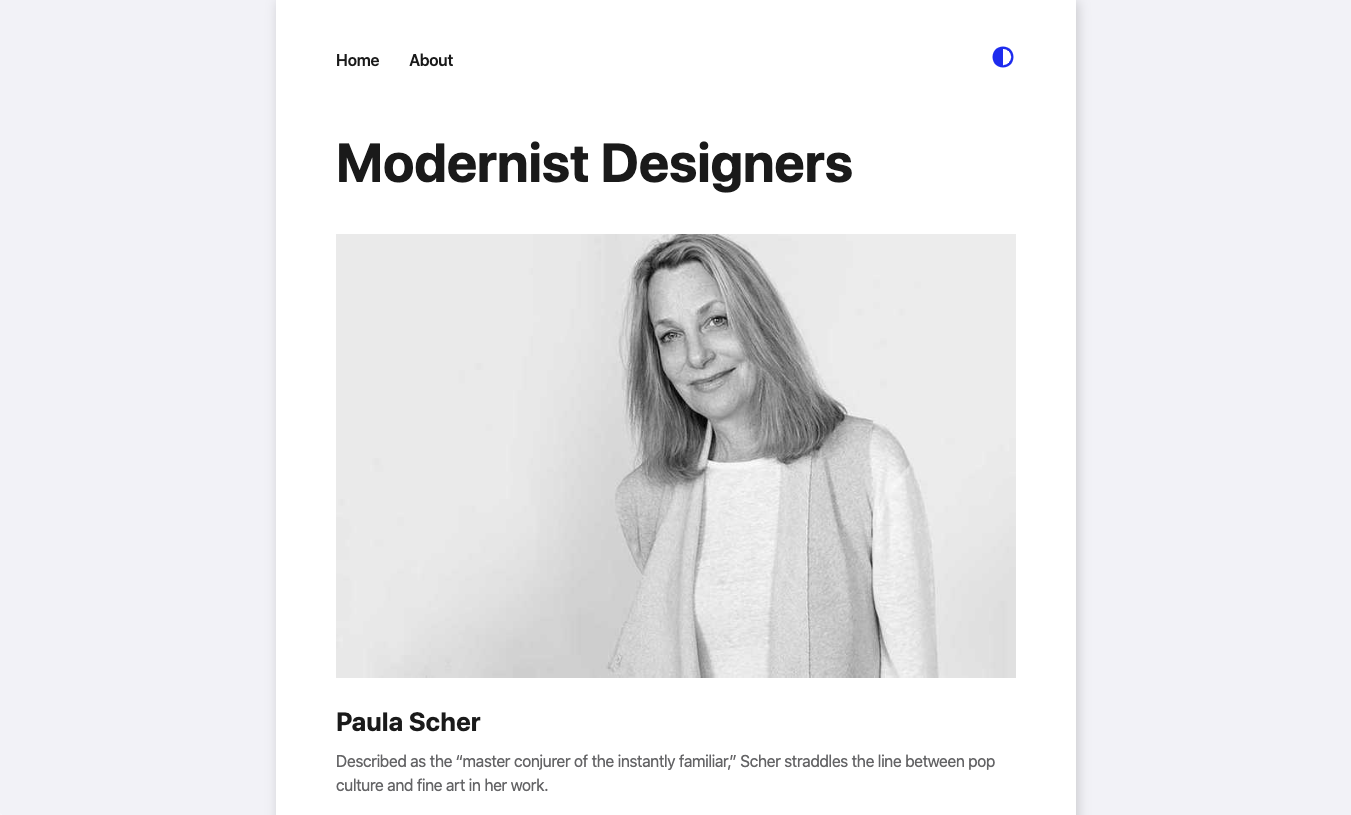 Home About
Modernist Designers
Paula Scher
Described as the “master conjurer of the instantly familiar,” Scher straddles the line between pop
culture and fine art in her work.